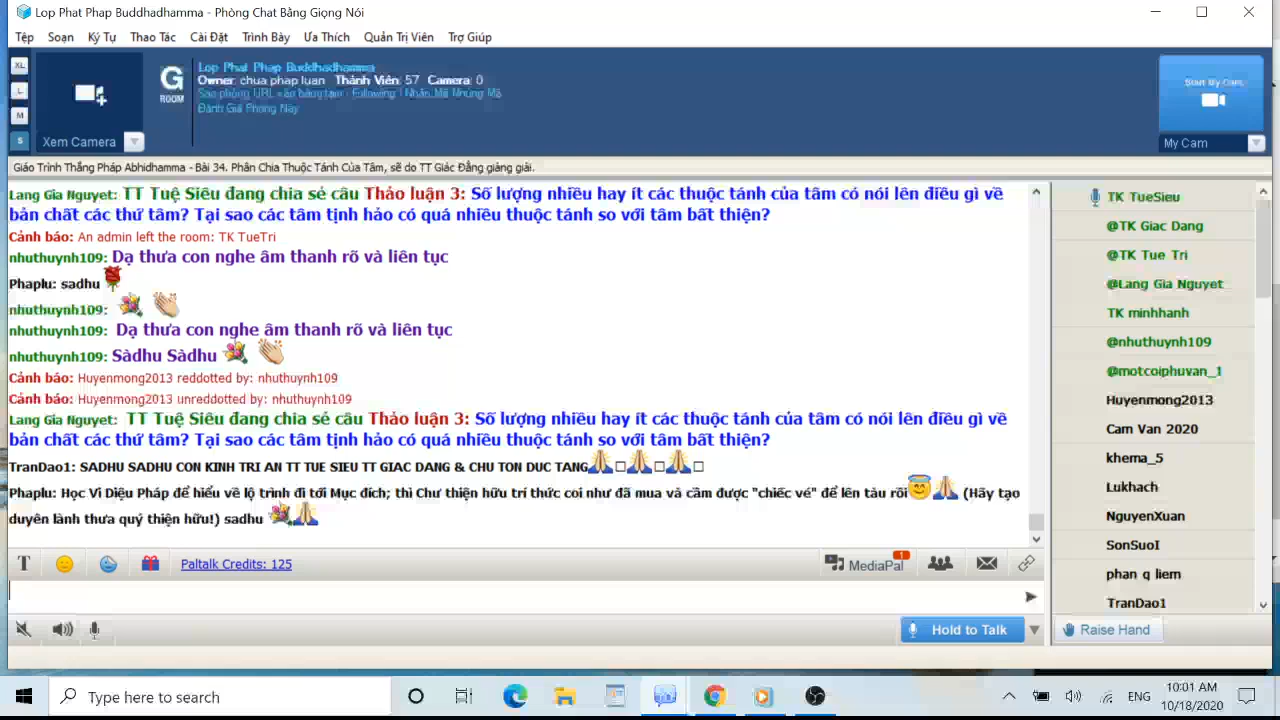 Lop Phat Phap Buddhadhamma - Phòng Chat Bằng Giọng Nói
Tệp Soạn Ký Tự Thao Tác Cài Đặt Trình Bày Ưa Thích Quản Trị Viên Trợ Giúp
XL
L
M
S
Xem Camera
G
ROOM
Lop Phat Phap Buddhadhamma
Owner: chua phap luan Thành Viên: 57 Camera: 0
Đánh Giá Phòng Này
Start My Cam
My Cam
Giáo Trình Thắng Pháp Abhidhamma - Bài 34. Phân Chia Thuộc Tánh Của Tâm, sẽ do TT Giác Đẳng giảng giải.
Lang Gia Nguyet: TT Tuệ Siêu đang chia sẻ câu Thảo luận 3: Số lượng nhiều hay ít các thuộc tánh của tâm có nói lên điều gì về
bản chất các thứ tâm? Tại sao các tâm tịnh hảo có quá nhiều thuộc tánh so với tâm bất thiện?
Cảnh báo: An admin left the room: TK TueTri
nhuthuynh109: Dạ thưa con nghe âm thanh rõ và liên tục
Phaplu: sadhu
nhuthuynh109:
nhuthuynh109: Dạ thưa con nghe âm thanh rõ và liên tục
nhuthuynh109: Sàdhu Sàdhu
Cảnh báo: Huyenmong2013 reddotted by: nhuthuynh109
Cảnh báo: Huyenmong2013 unreddotted by: nhuthuynh109
Lang Gia Nguyet: TT Tuệ Siêu đang chia sẻ câu Thảo luận 3: Số lượng nhiều hay ít các thuộc tánh của tâm có nói lên điều gì về
bản chất các thứ tâm? Tại sao các tâm tịnh hảo có quá nhiều thuộc tánh so với tâm bất thiện?
TranDao1: SADHU SADHU CON KINH TRI AN TT TUE SIEU TT GIAC DANG & CHU TON DUC TANG
Phaplu: Học Vi Diệu Pháp để hiểu về lộ trình đi tới Mục đích; thì Chư thiện hữu trí thức coi như đã mua và cầm được "chiếc vé" để lên tàu rồi (Hãy tạo
duyên lành thưa quý thiện hữu!) sadhu
TK TueSieu
@TK Giac Dang
@TK Tue Tri
@Lang Gia Nguyet
TK minhhanh
@nhuthuynh109
@motcoiphuvan_1
Huyenmong2013
Cam Van 2020
khema_5
Lukhach
NguyenXuan
SonSuoI
phan q liem
TranDao1
T Paltalk Credits: 125 MediaPal 1
Hold to Talk
Raise Hand
Type here to search
ENG
10:01 AM
10/18/2020